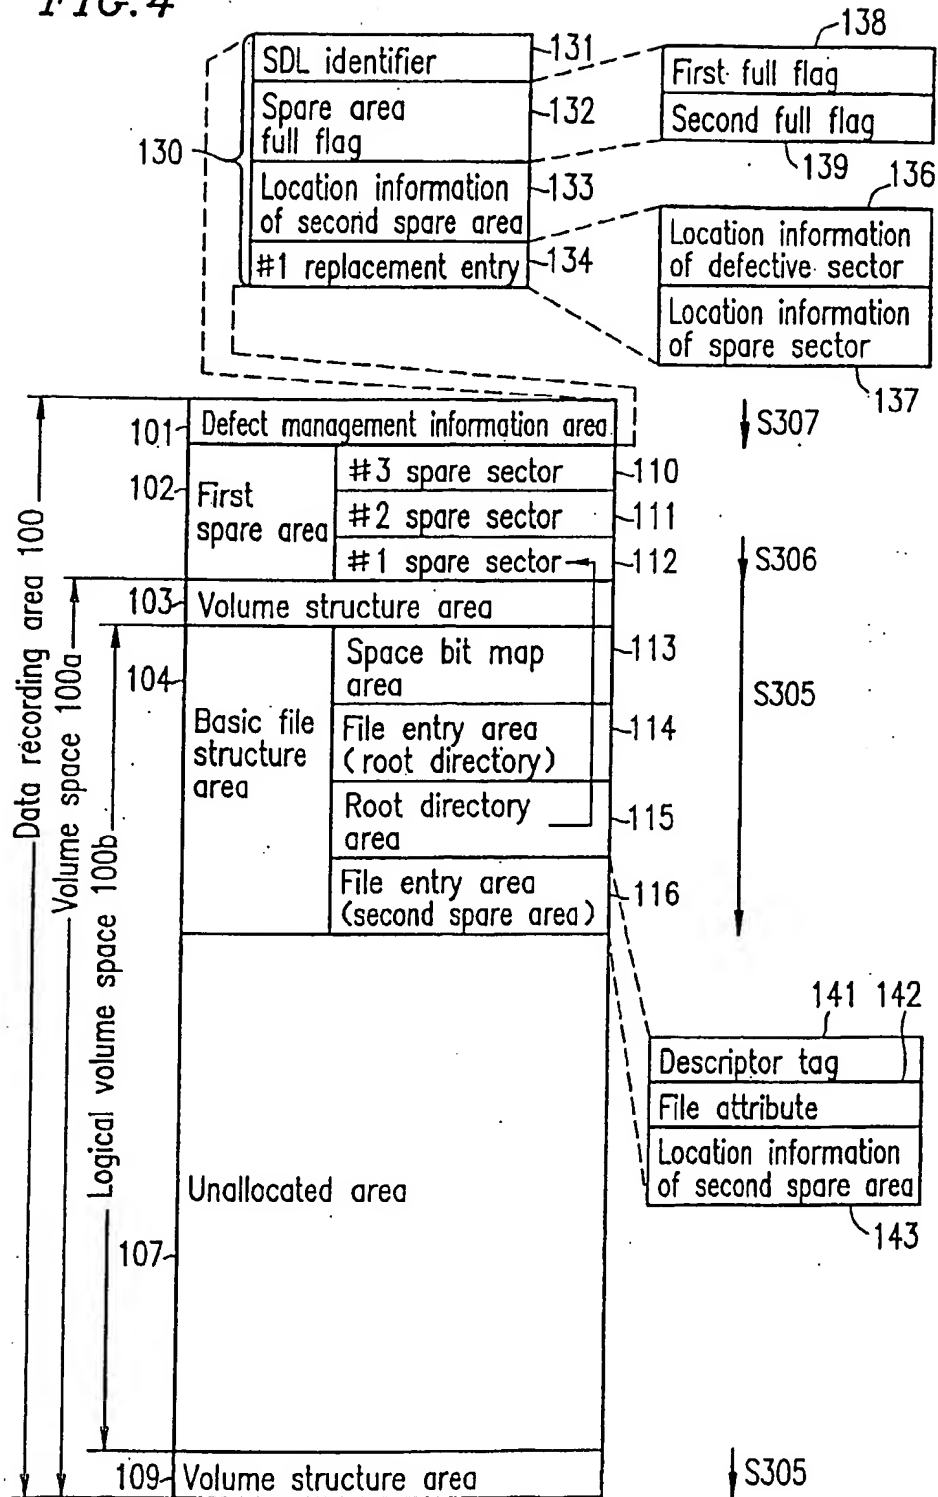 FIG. 4
138
131
SDL identifier
First full flag
Spare area
full flag
132
Second full flag
130
139
136
Location information
of second spare area
133
Location information
of defective sector
#1 replacement entry
134
Location information
of spare sector
137
101
Defect management information area
S307
102
First
spare area
#3 spare sector
110
#2 spare sector
111
#1 spare sector
112
S306
103
Volume structure area
104
Basic file
structure
area
Space bit map
area
113
S305
File entry area
(root directory)
114
Root directory
area
115
File entry area
(second spare area)
116
Data recording area 100
Volume space 100a
Logical volume space 100b
141 142
Descriptor tag
File attribute
Location information
of second spare area
143
Unallocated area
107
109
Volume structure area
S305